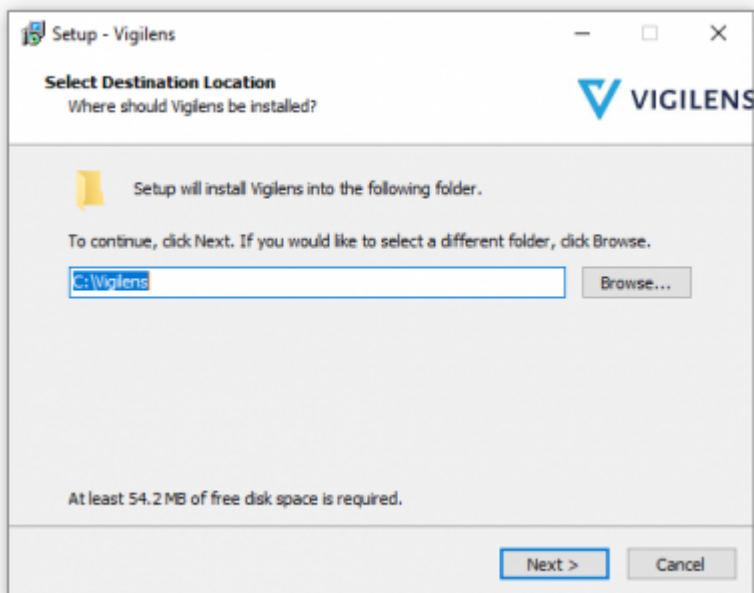 Setup - Vigilens
Select Destination Location
Where should Vigilens be installed?
VIGILENS
Setup will install Vigilens into the following folder.
To continue, click Next. If you would like to select a different folder, click Browse.
C:\Vigilens
Browse...
At least 54.2 MB of free disk space is required.
Next >
Cancel